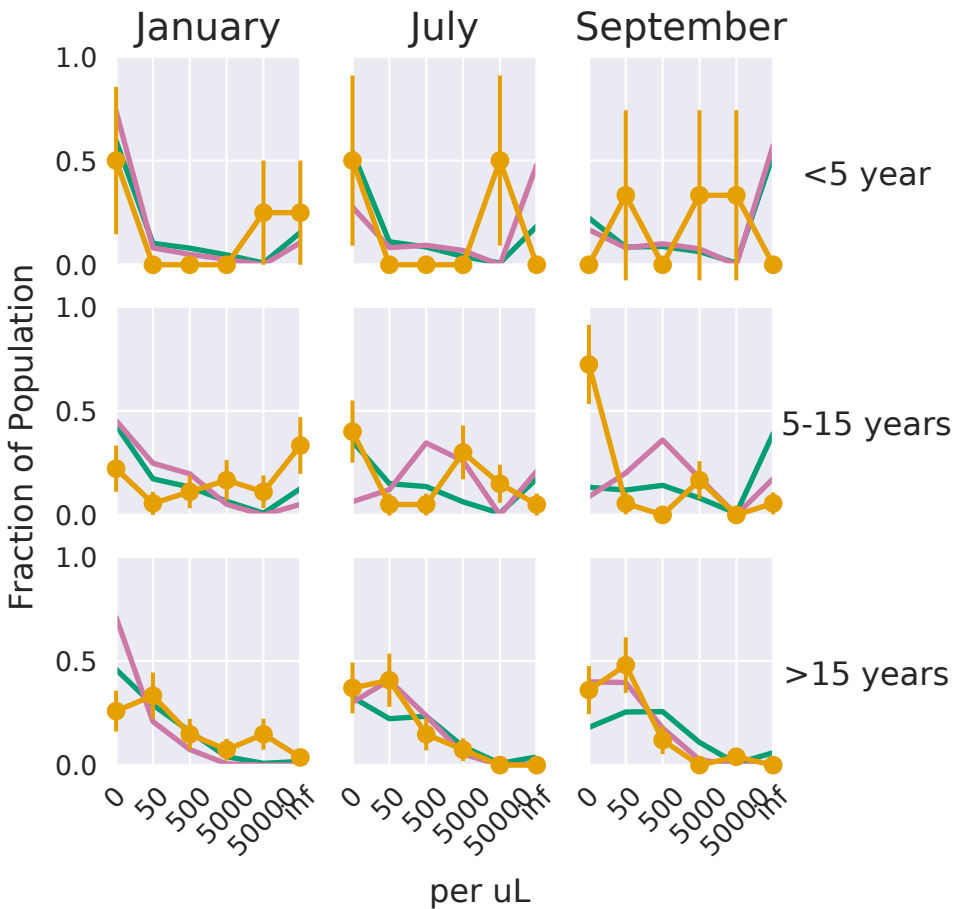 January July September
1.0
0.5
0.0
<5 year
1.0
0.5
0.0
5-15 years
1.0
0.5
0.0
>15 years
Fraction of Population
0 50 500 5000 50000 inf
0 50 500 5000 50000 inf
0 50 500 5000 50000 inf
per uL